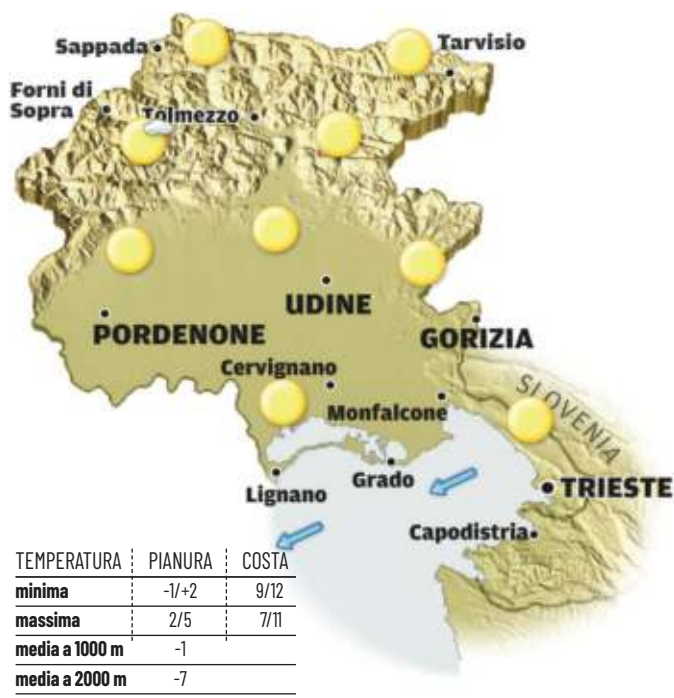 Sappada
Tarvisio
Forni di
Sopra
Tolmezzo
UDINE
PORDENONE
GORIZIA
Cervignano
SLOVENIA
Monfalcone
Grado
Lignano
TRIESTE
Capodistria
TEMPERATURA PIANURA COSTA
minima -1/+2 9/12
massima 2/5 7/11
media a 1000 m -1
media a 2000 m -7